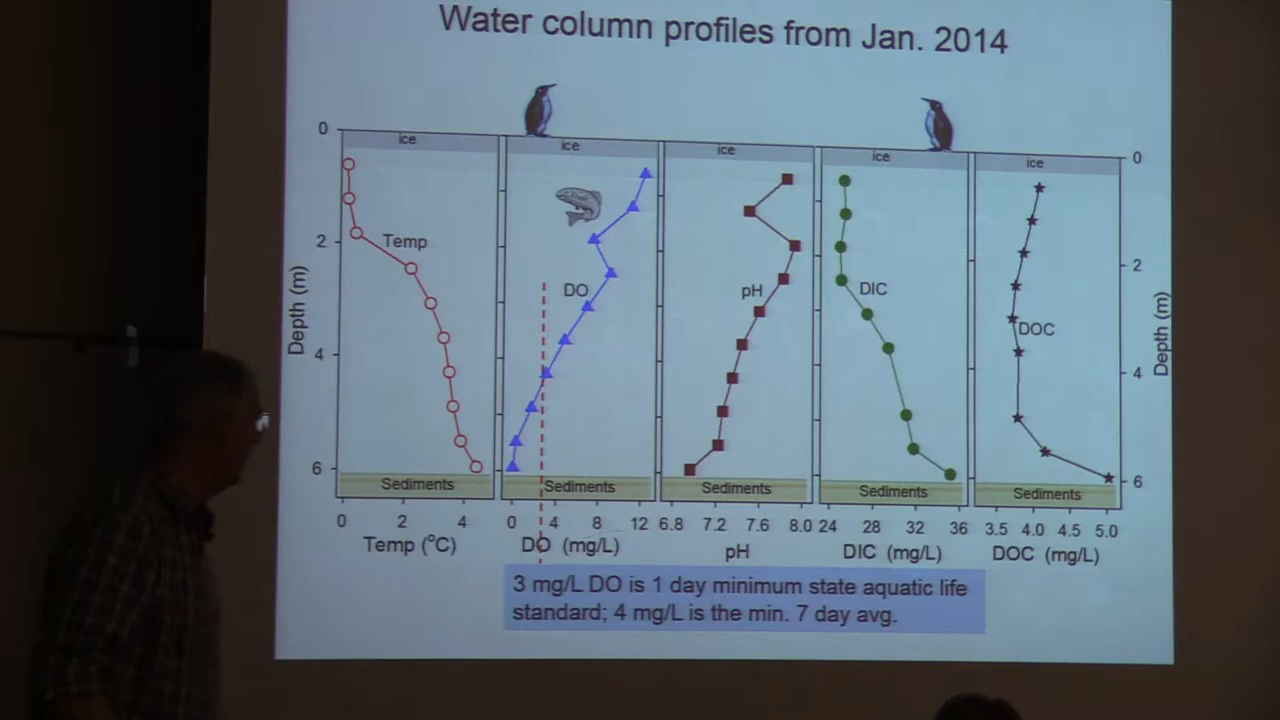 Water column profiles from Jan. 2014
ice ice ice ice ice
0 2 4 6
Depth (m)
Temp DO pH DIC DOC
0 2 4 6
Depth (m)
Sediments Sediments Sediments Sediments Sediments
0 2 4
Temp (°C)
0 4 8 12
DO (mg/L)
6.8 7.2 7.6 8.0
pH
24 28 32 36
DIC (mg/L)
3.5 4.0 4.5 5.0
DOC (mg/L)
3 mg/L DO is 1 day minimum state aquatic life
standard; 4 mg/L is the min. 7 day avg.